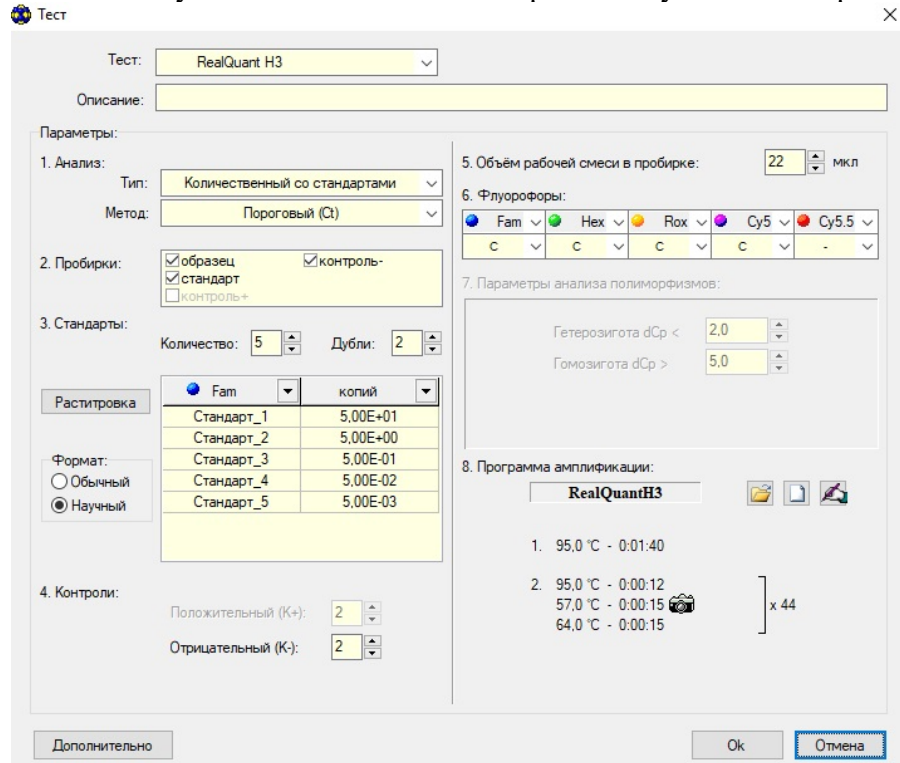 Тест
Тест: RealQuant H3
Описание:
Параметры:
1. Анализ:
Тип: Количественный со стандартами
Метод: Пороговый (Ct)
2. Пробирки: образец контроль-
стандарт
контроль+
3. Стандарты:
Количество: 5 Дубли: 2
Раститровка
Fam копий
Стандарт_1 5,00E+01
Стандарт_2 5,00E+00
Стандарт_3 5,00E-01
Стандарт_4 5,00E-02
Стандарт_5 5,00E-03
Формат:
Обычный
Научный
4. Контроли:
Положительный (К+): 2
Отрицательный (К-): 2
5. Объём рабочей смеси в пробирке: 22 мкл
6. Флуорофоры:
Fam Hex Rox Cy5 Cy5.5
С С С С -
7. Параметры анализа полиморфизмов:
Гетерозигота dCp < 2,0
Гомозигота dCp > 5,0
8. Программа амплификации:
RealQuantH3
1. 95,0 °C - 0:01:40
2. 95,0 °C - 0:00:12
57,0 °C - 0:00:15
64,0 °C - 0:00:15
x 44
Дополнительно
Ok Отмена